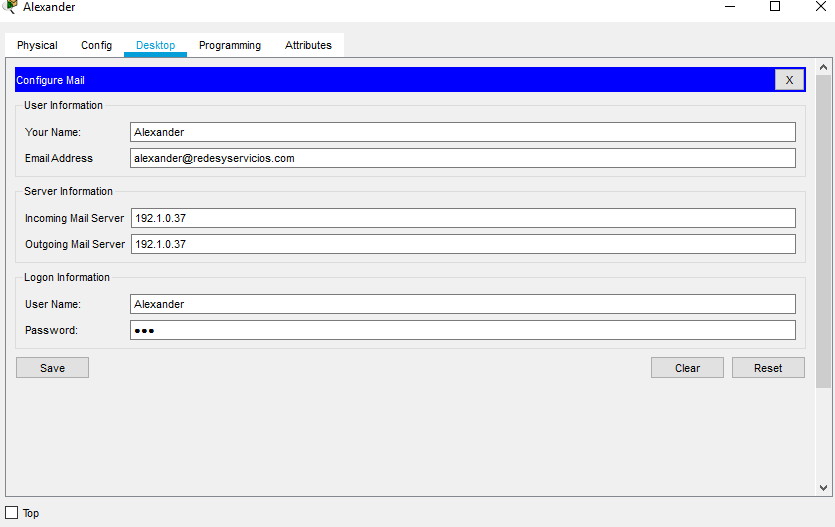 Alexander
Physical Config Desktop Programming Attributes
Configure Mail X
User Information
Your Name: Alexander
Email Address alexander@redesyservicios.com
Server Information
Incoming Mail Server 192.1.0.37
Outgoing Mail Server 192.1.0.37
Logon Information
User Name: Alexander
Password: ●●●
Save Clear Reset
Top